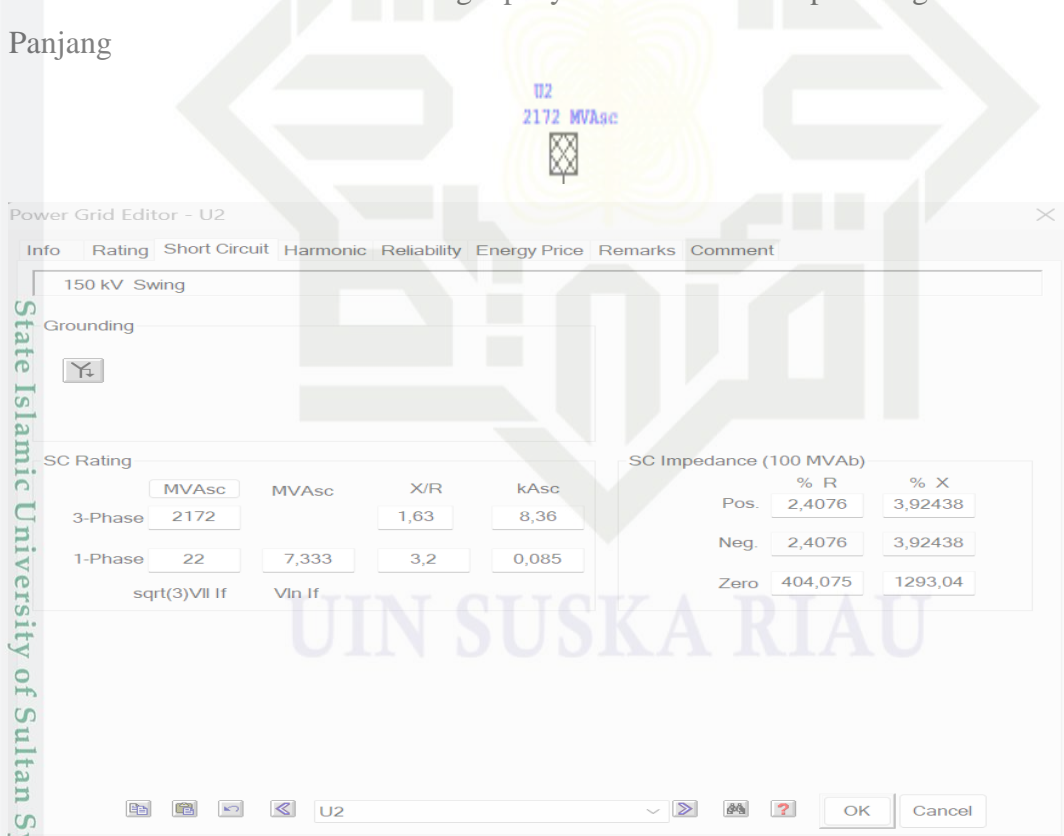 Panjang
U2
2172 MVAsc
Power Grid Editor - U2
Info Rating Short Circuit Harmonic Reliability Energy Price Remarks Comment
150 kV Swing
Grounding
SC Rating
MVAsc MVAsc X/R kAsc
3-Phase 2172 1,63 8,36
1-Phase 22 7,333 3,2 0,085
sqrt(3)Vll If Vln If
SC Impedance (100 MVAb)
% R % X
Pos. 2,4076 3,92438
Neg. 2,4076 3,92438
Zero 404,075 1293,04
UIN SUSKA RIAU
State Islamic University of Sultan
U2
OK Cancel